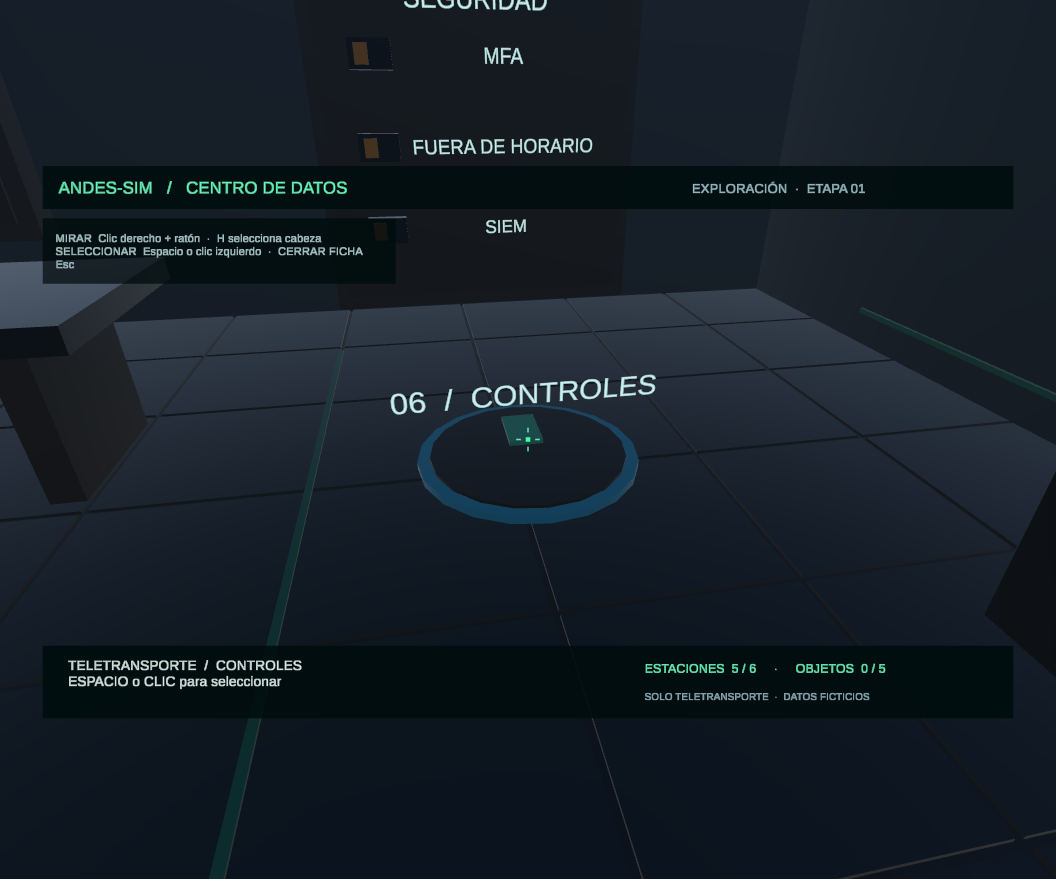 SEGURIDAD
MFA
FUERA DE HORARIO
ANDES-SIM / CENTRO DE DATOS
EXPLORACIÓN · ETAPA 01
SIEM
MIRAR Clic derecho + ratón · H selecciona cabeza
SELECCIONAR Espacio o clic izquierdo · CERRAR FICHA
Esc
06 / CONTROLES
TELETRANSPORTE / CONTROLES
ESPACIO o CLIC para seleccionar
ESTACIONES 5 / 6 · OBJETOS 0 / 5
SOLO TELETRANSPORTE · DATOS FICTICIOS